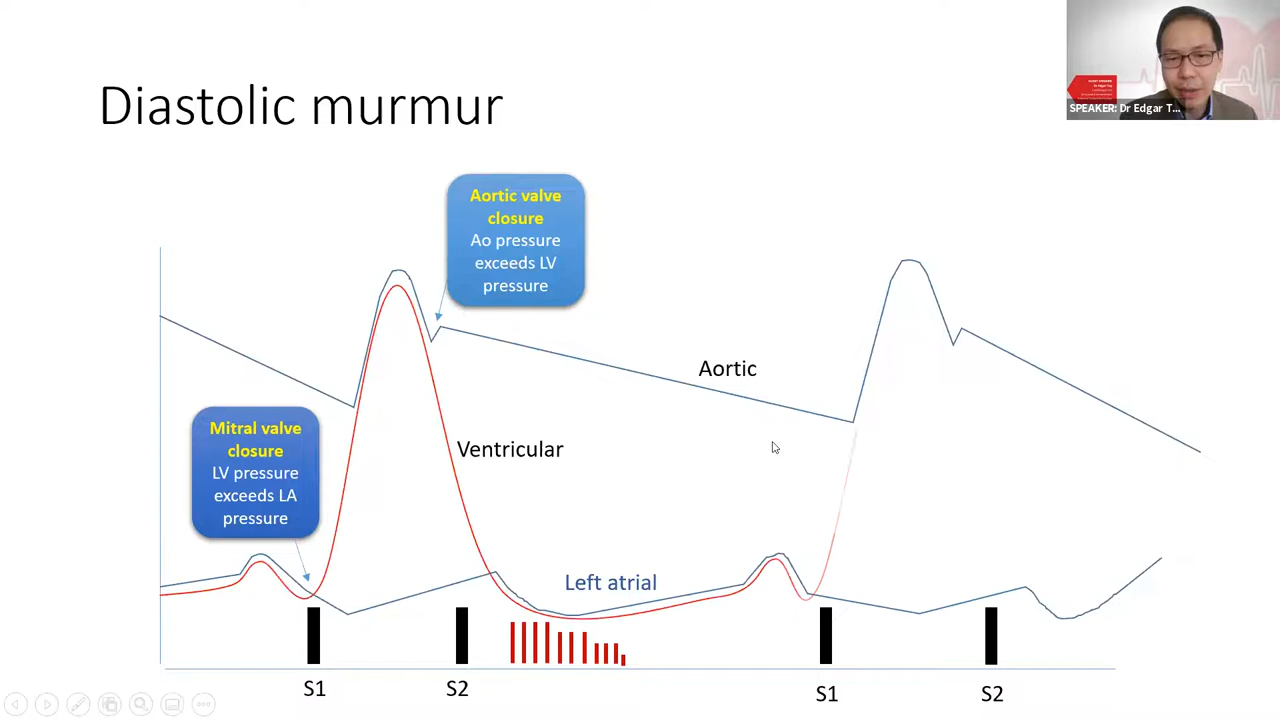 Diastolic murmur
SPEAKER: Dr Edgar T...
Aortic valve
closure
Ao pressure
exceeds LV
pressure
Aortic
Mitral valve
closure
LV pressure
exceeds LA
pressure
Ventricular
Left atrial
S1
S2
S1
S2